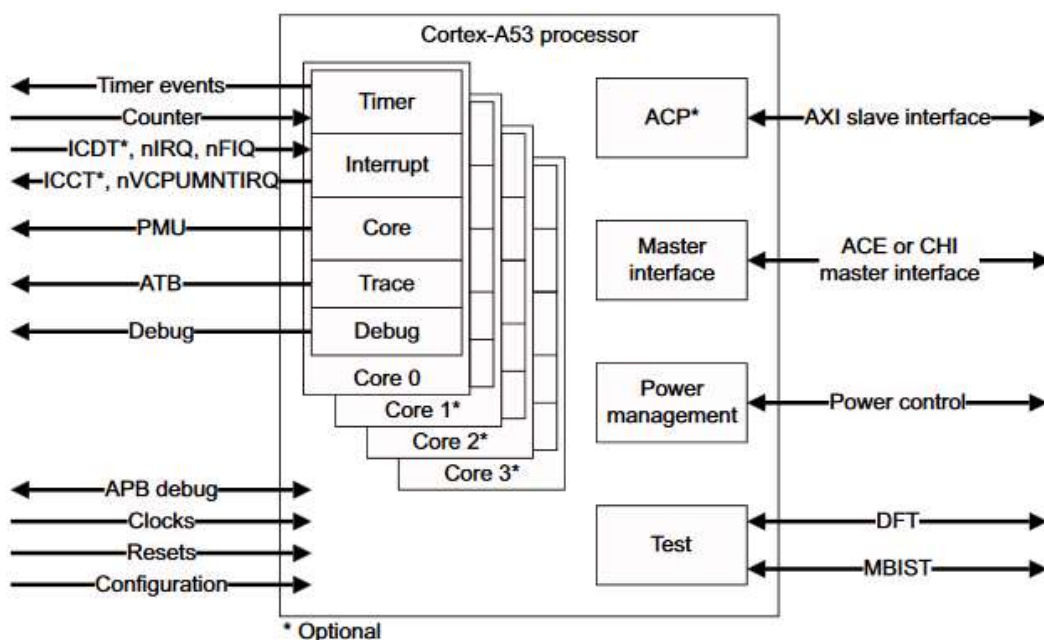 Cortex-A53 processor
Timer events
Counter
ICDT*, nIRQ, nFIQ
ICCT*, nVCPUMNTIRQ
PMU
ATB
Debug
Timer
Interrupt
Core
Trace
Debug
Core 0
Core 1*
Core 2*
Core 3*
APB debug
Clocks
Resets
Configuration
ACP*
AXI slave interface
Master
interface
ACE or CHI
master interface
Power
management
Power control
Test
DFT
MBIST
* Optional